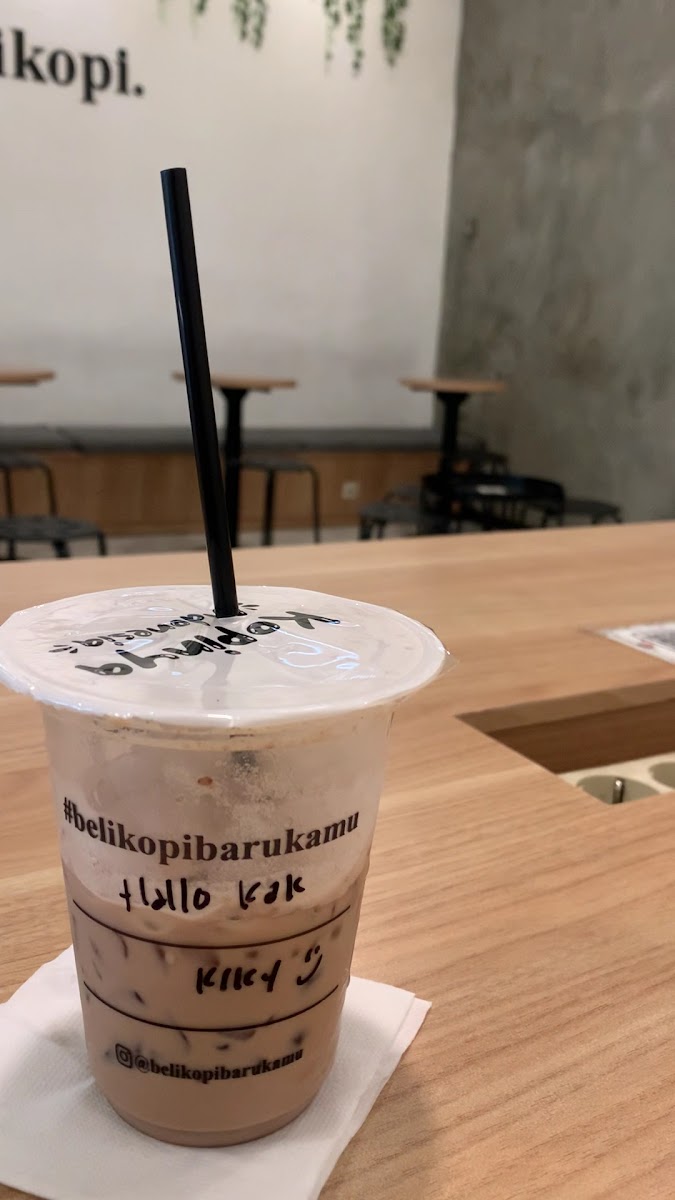 ikopi.
Kopinya
Indonesia
#belikopibarukamu
Hallo kak
KIKY :)
@belikopibarukamu